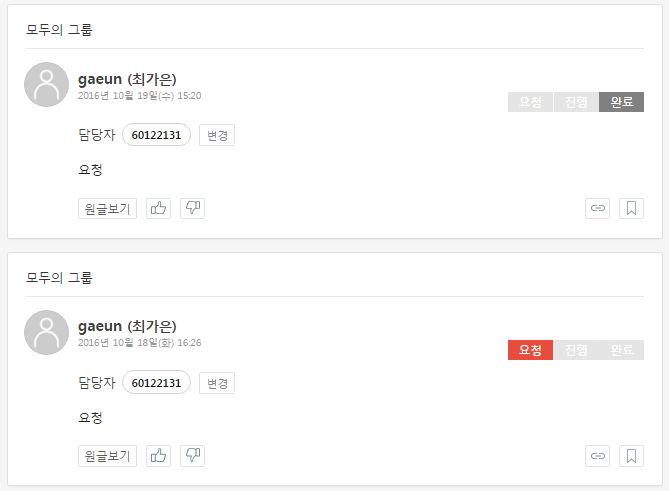 모두의 그룹
gaeun (최가은)
2016년 10월 19일(수) 15:20
요청 진행 완료
담당자 60122131 변경
요청
원글보기
모두의 그룹
gaeun (최가은)
2016년 10월 18일(화) 16:26
요청 진행 완료
담당자 60122131 변경
요청
원글보기